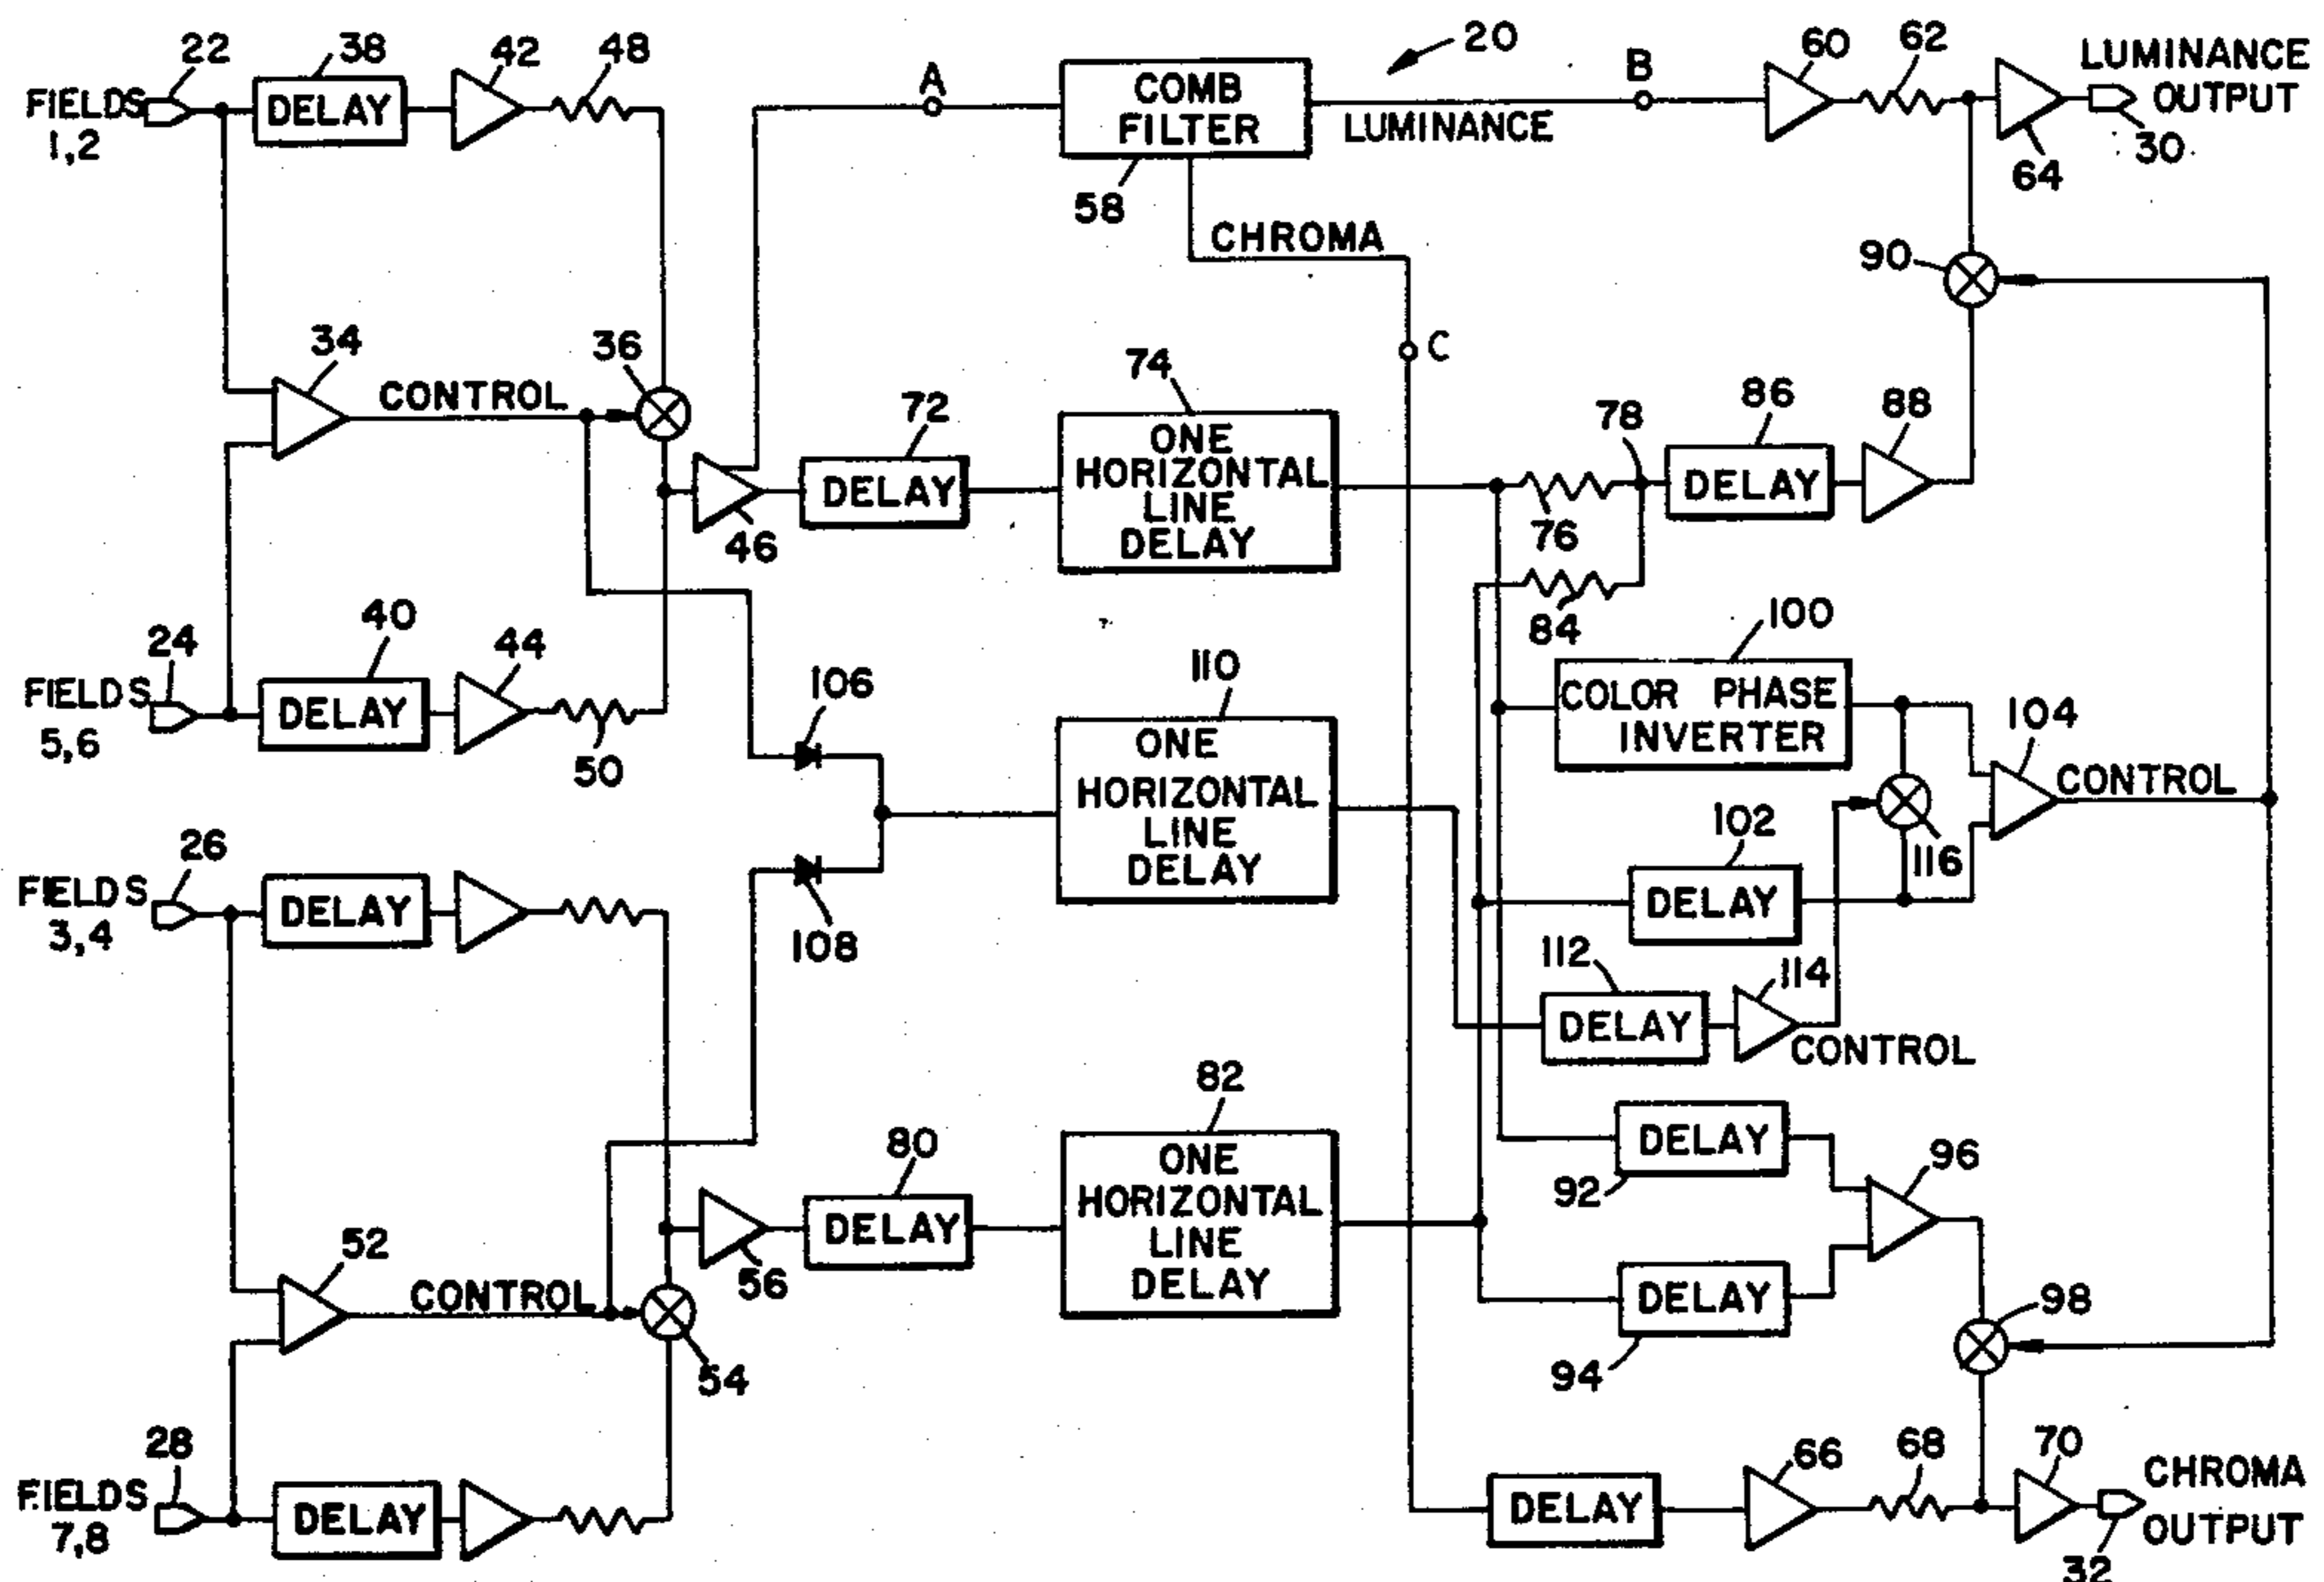 22
38
42
48
A
COMB
FILTER
20
B
60
62
LUMINANCE
OUTPUT
FIELDS
1,2
DELAY
LUMINANCE
58
64
30
CHROMA
90
34
36
CONTROL
C
74
72
ONE
HORIZONTAL
LINE
DELAY
DELAY
46
78
86
88
DELAY
76
84
24
40
44
FIELDS
5,6
DELAY
50
106
110
100
COLOR PHASE
INVERTER
104
CONTROL
ONE
HORIZONTAL
LINE
DELAY
102
116
DELAY
26
FIELDS
3,4
DELAY
108
112
114
DELAY
CONTROL
82
80
ONE
HORIZONTAL
LINE
DELAY
DELAY
56
DELAY
92
96
52
CONTROL
54
DELAY
94
98
28
FIELDS
7,8
DELAY
DELAY
66
68
70
CHROMA
OUTPUT
32